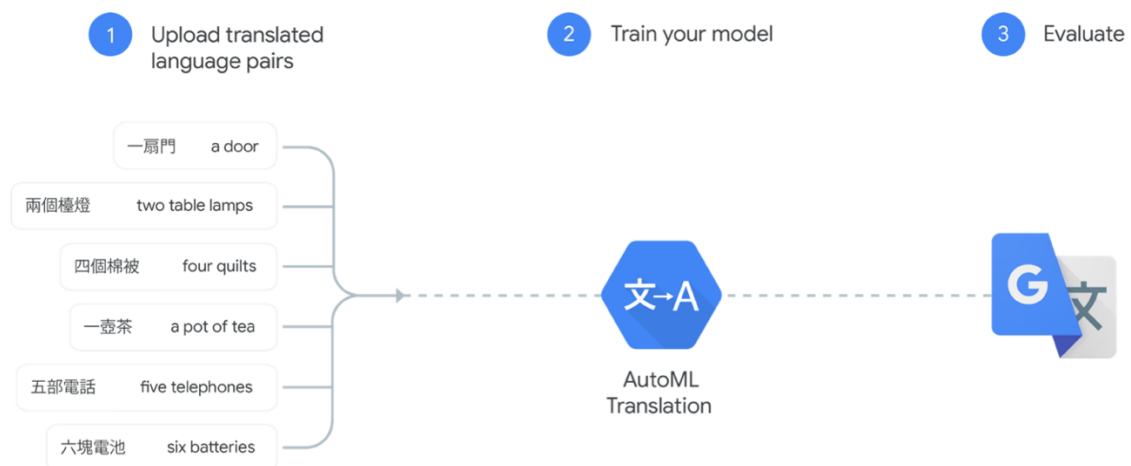 1 Upload translated
language pairs
2 Train your model
3 Evaluate
一扇門 a door
兩個檯燈 two table lamps
四個棉被 four quilts
一壺茶 a pot of tea
五部電話 five telephones
六塊電池 six batteries
文→A
AutoML
Translation
G 文